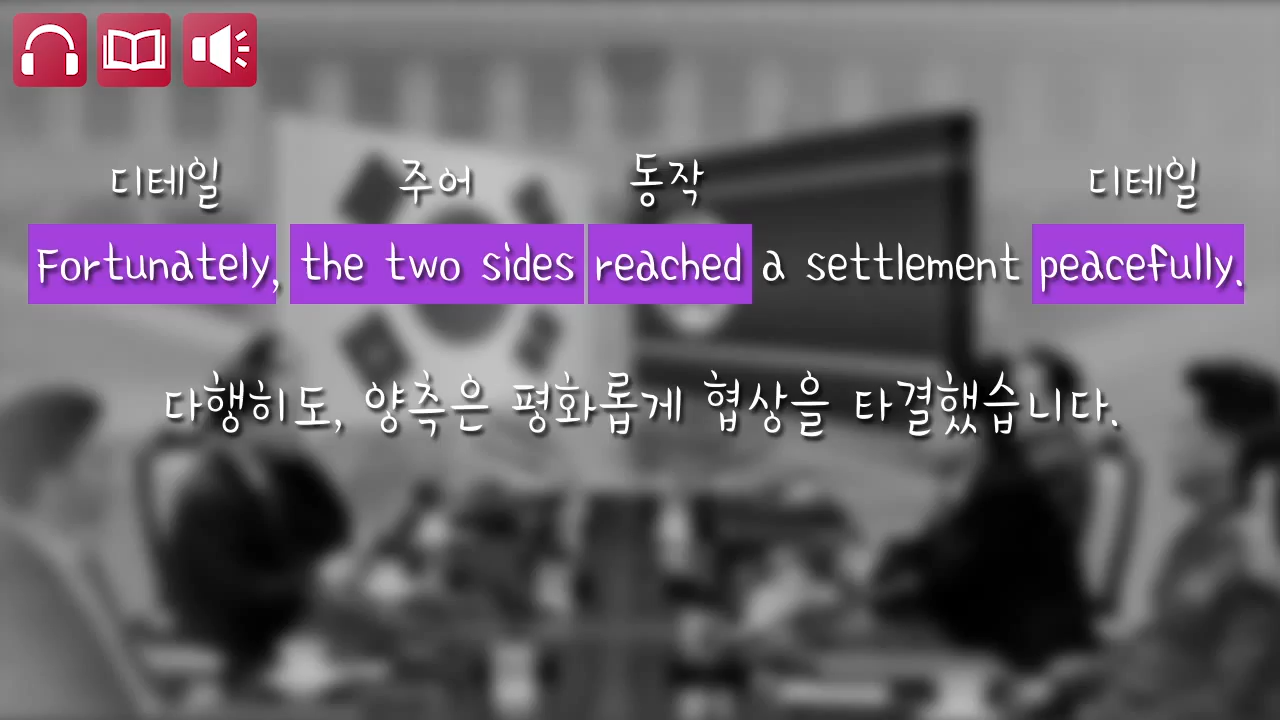 디테일 주어 동작 디테일
Fortunately, the two sides reached a settlement peacefully.
다행히도, 양측은 평화롭게 협상을 타결했습니다.